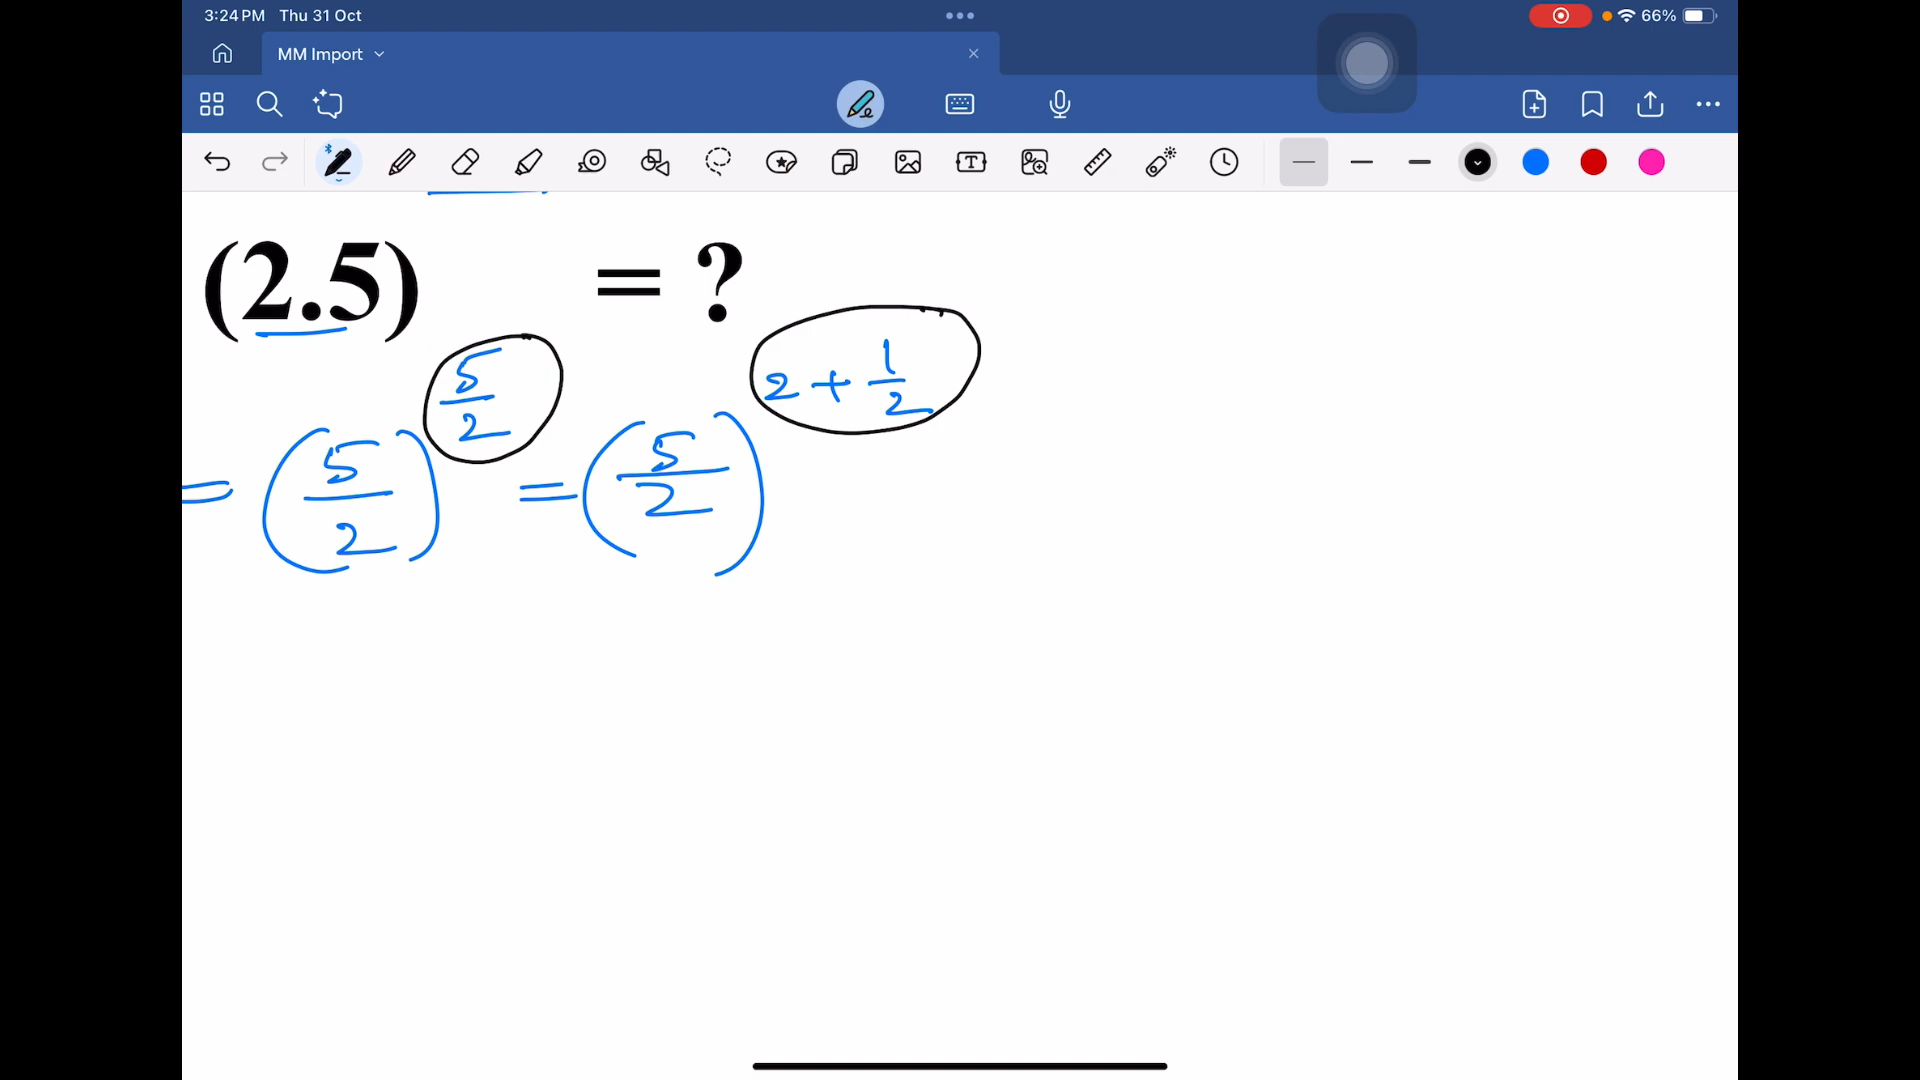 3:24 PM Thu 31 Oct
66%
MM Import
(2.5) = ?
= (5/2)^(5/2) = (5/2)^(2 + 1/2)